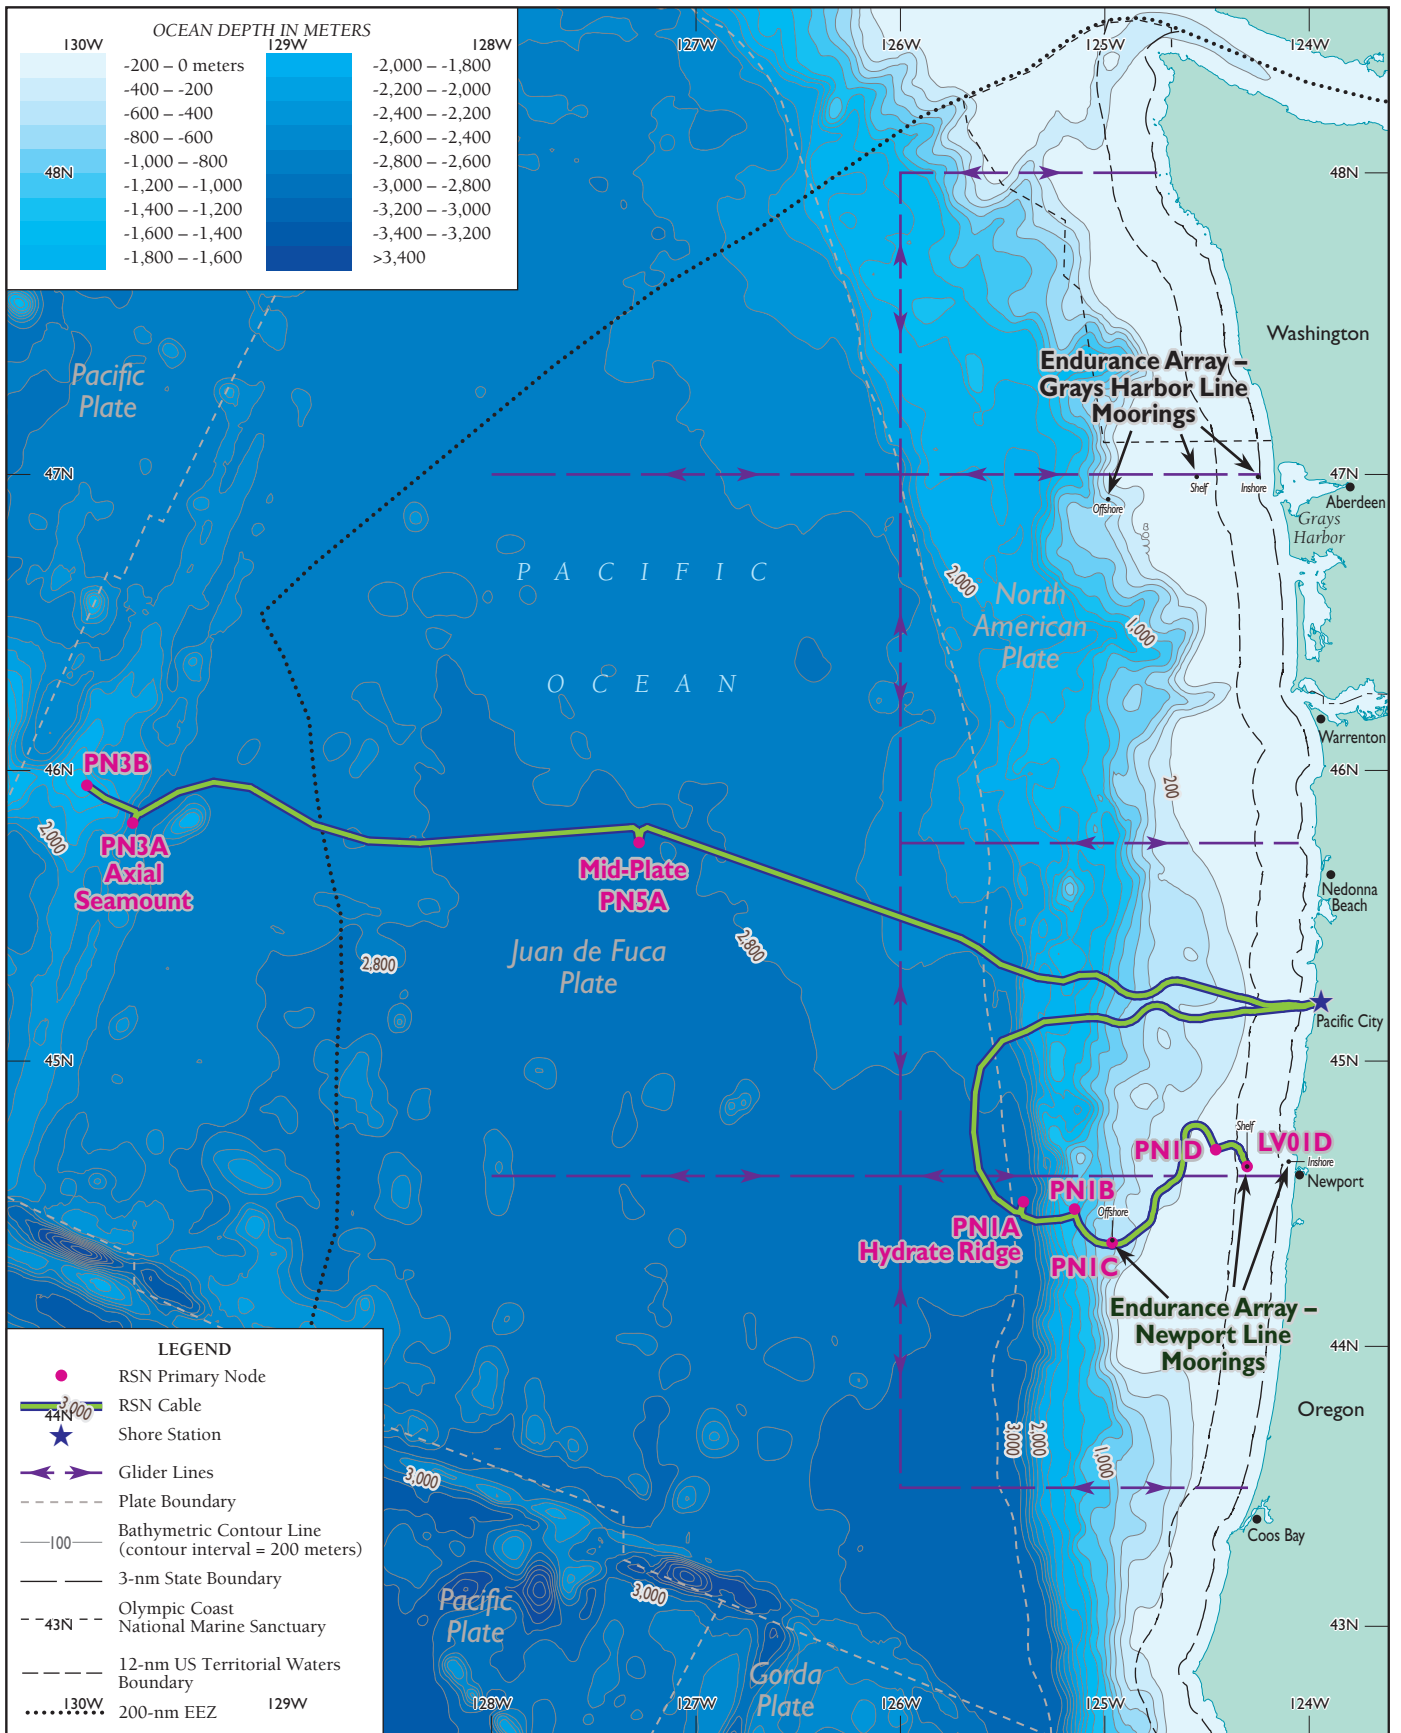 OCEAN DEPTH IN METERS
130W
129W
128W
127W
126W
125W
124W
-200 – 0 meters
-400 – -200
-600 – -400
-800 – -600
-1,000 – -800
-1,200 – -1,000
-1,400 – -1,200
-1,600 – -1,400
-1,800 – -1,600
-2,000 – -1,800
-2,200 – -2,000
-2,400 – -2,200
-2,600 – -2,400
-2,800 – -2,600
-3,000 – -2,800
-3,200 – -3,000
-3,400 – -3,200
>3,400
48N
48N
Washington
Pacific
Plate
Endurance Array –
Grays Harbor Line
Moorings
47N
47N
Offshore
Shelf
Inshore
Aberdeen
Grays
Harbor
PACIFIC
OCEAN
2,000
North
American
Plate
1,000
Warrenton
46N
46N
200
PN3B
2,000
PN3A
Axial
Seamount
Mid-Plate
PN5A
Nedonna
Beach
Juan de Fuca
Plate
2,800
2,800
Pacific City
45N
45N
Shelf
PN1D
LV01D
Inshore
Newport
PN1B
PN1A
Hydrate Ridge
Offshore
PN1C
Endurance Array –
Newport Line
Moorings
44N
Oregon
3,000
2,000
1,000
3,000
Coos Bay
3,000
Pacific
Plate
43N
Gorda
Plate
LEGEND
RSN Primary Node
3,000
RSN Cable
44N
Shore Station
Glider Lines
Plate Boundary
100
Bathymetric Contour Line
(contour interval = 200 meters)
3-nm State Boundary
43N
Olympic Coast
National Marine Sanctuary
12-nm US Territorial Waters
Boundary
200-nm EEZ
130W
129W
128W
127W
126W
125W
124W